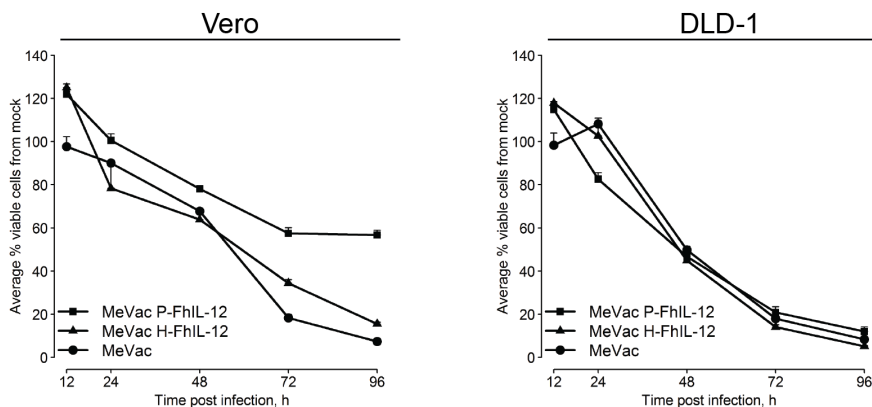 Vero
Average % viable cells from mock
140
120
100
80
60
40
20
0
MeVac P-FhIL-12
MeVac H-FhIL-12
MeVac
12 24 48 72 96
Time post infection, h
DLD-1
Average % viable cells from mock
140
120
100
80
60
40
20
0
MeVac P-FhIL-12
MeVac H-FhIL-12
MeVac
12 24 48 72 96
Time post infection, h